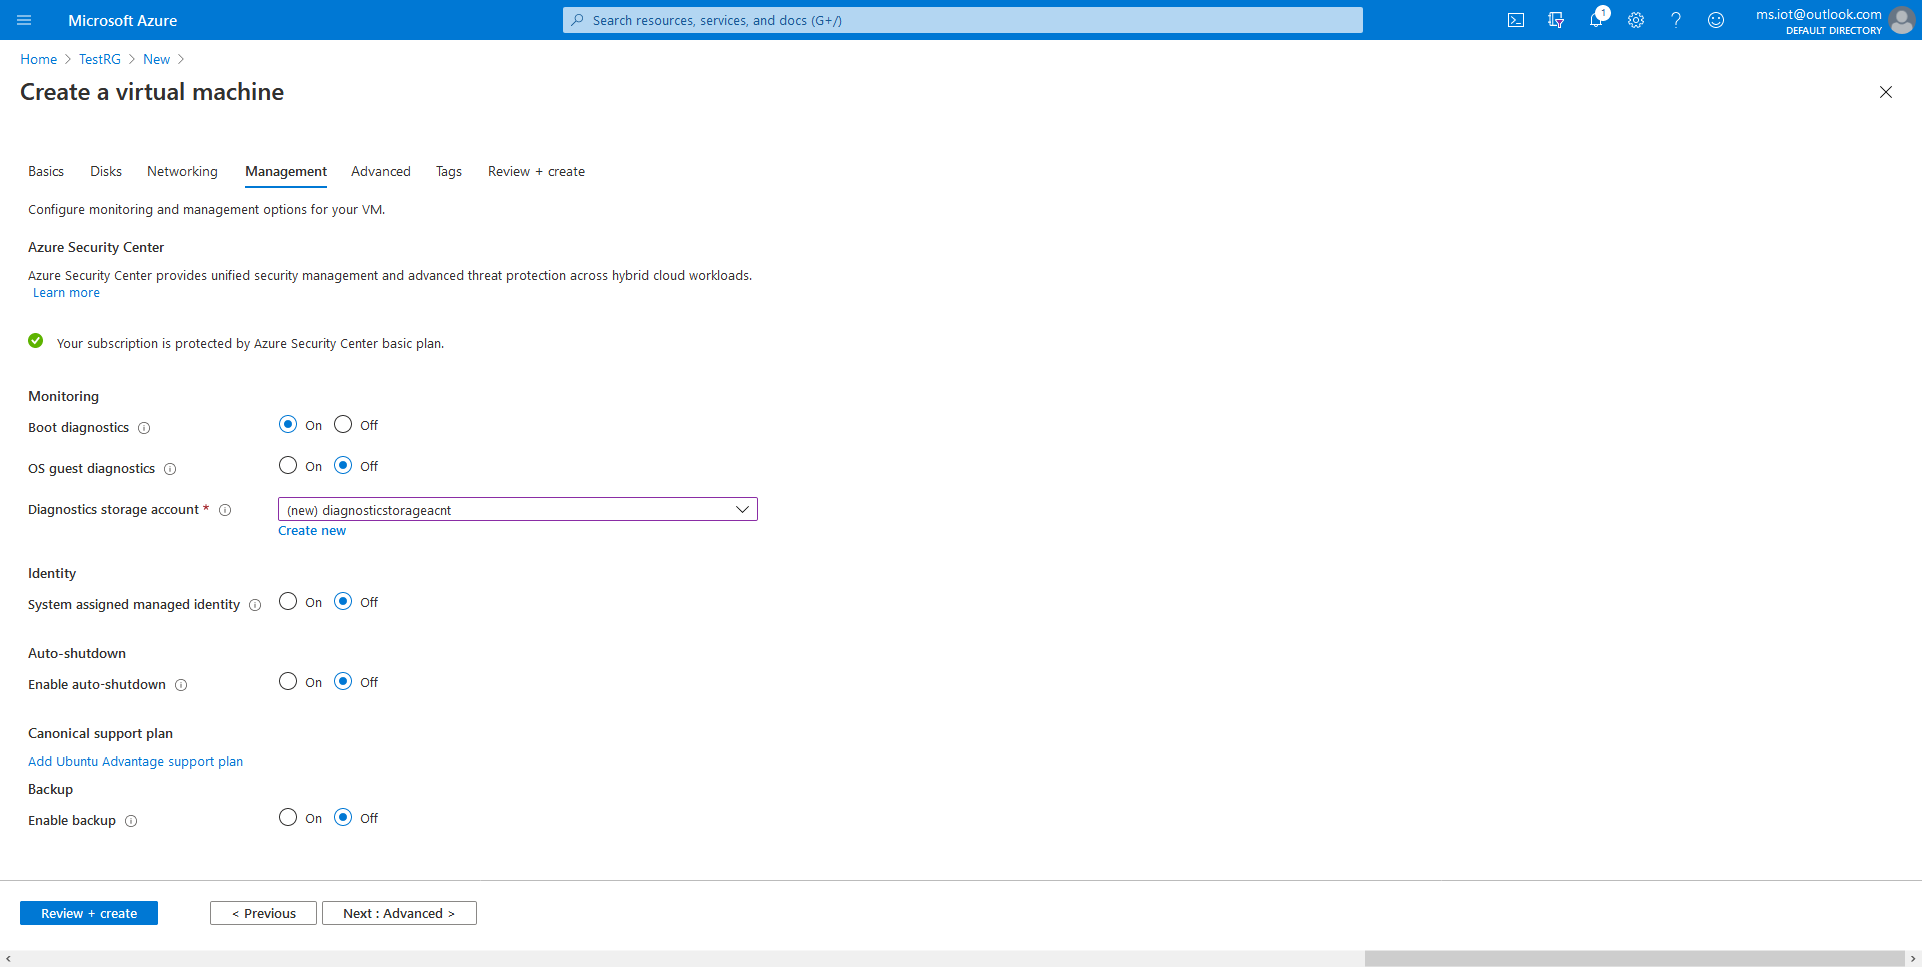 Microsoft Azure
Search resources, services, and docs (G+/)
1
ms.iot@outlook.com
DEFAULT DIRECTORY
Home > TestRG > New >
Create a virtual machine
Basics Disks Networking Management Advanced Tags Review + create
Configure monitoring and management options for your VM.
Azure Security Center
Azure Security Center provides unified security management and advanced threat protection across hybrid cloud workloads.
Learn more
Your subscription is protected by Azure Security Center basic plan.
Monitoring
Boot diagnostics On Off
OS guest diagnostics On Off
Diagnostics storage account * (new) diagnosticstorageacnt
Create new
Identity
System assigned managed identity On Off
Auto-shutdown
Enable auto-shutdown On Off
Canonical support plan
Add Ubuntu Advantage support plan
Backup
Enable backup On Off
Review + create < Previous Next : Advanced >